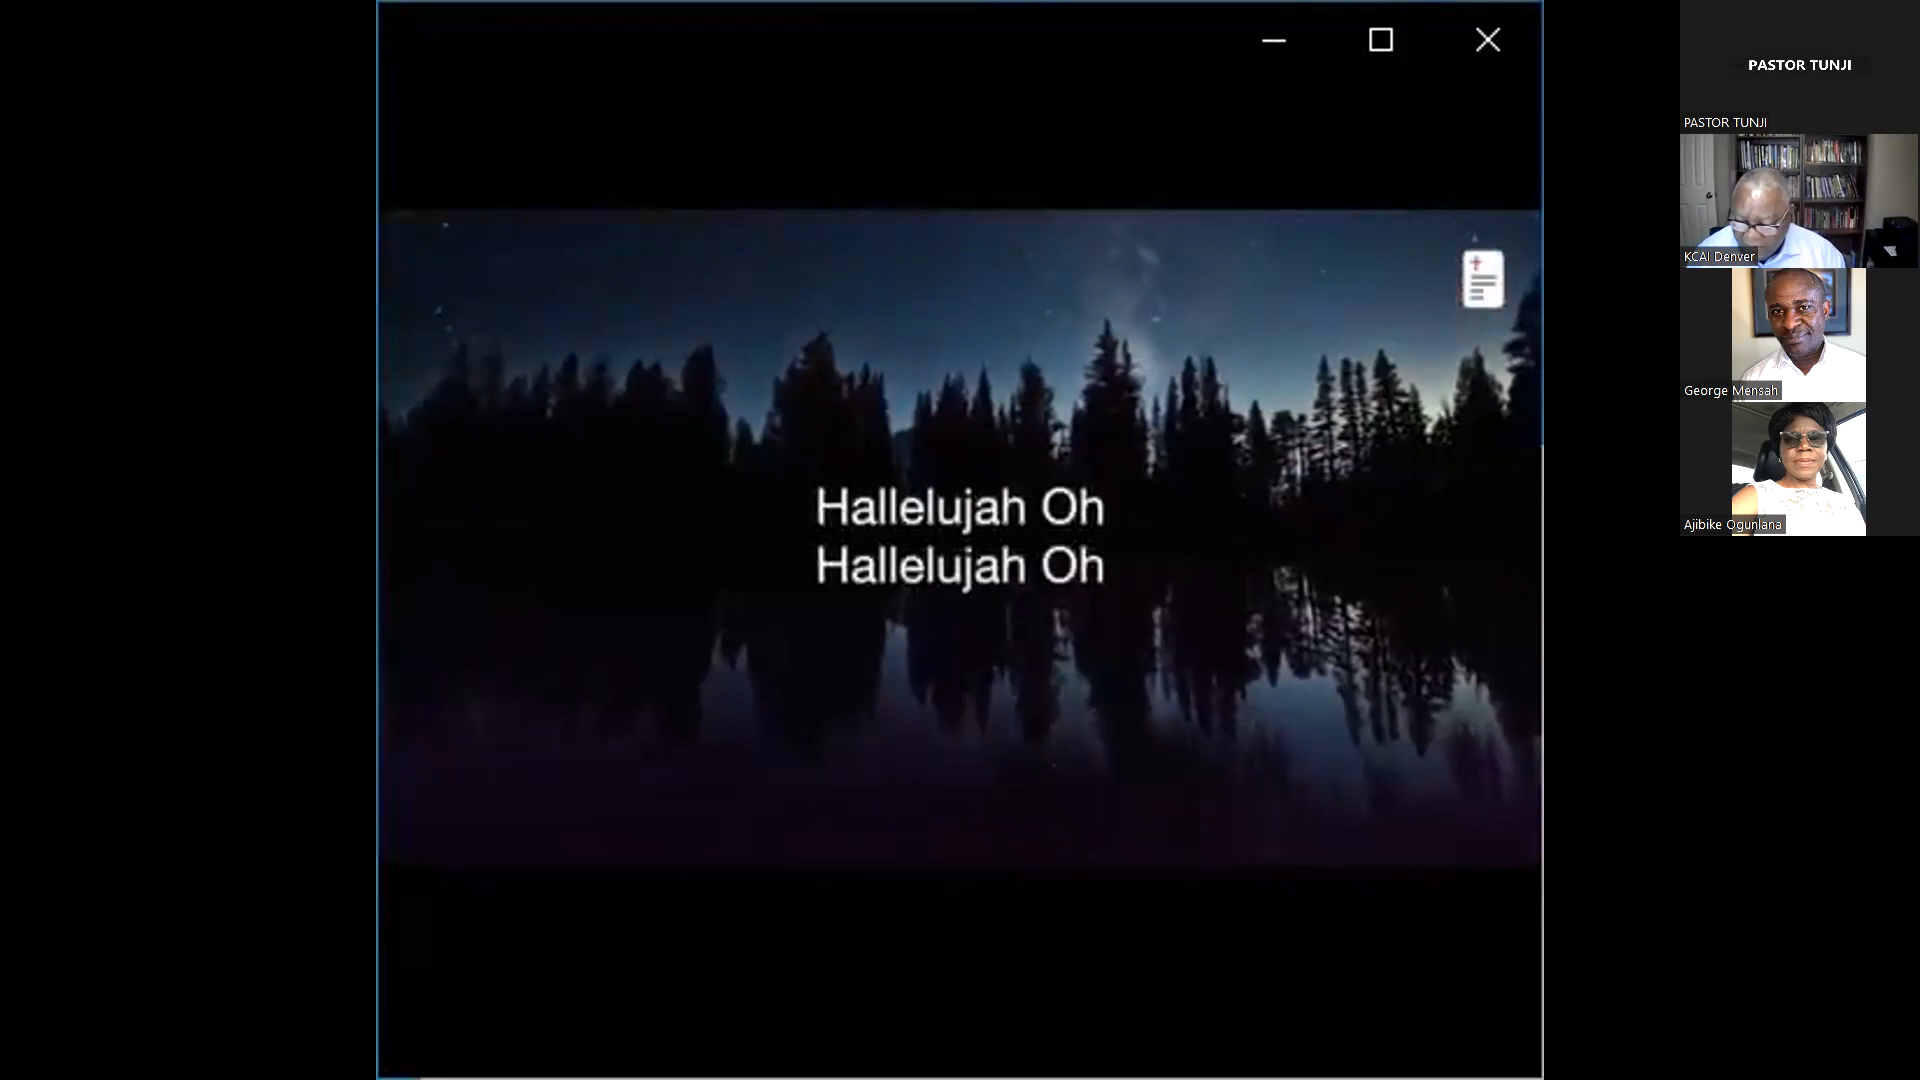 Hallelujah Oh
Hallelujah Oh
PASTOR TUNJI
PASTOR TUNJI
KCAI Denver
George Mensah
Ajibike Ogunlana